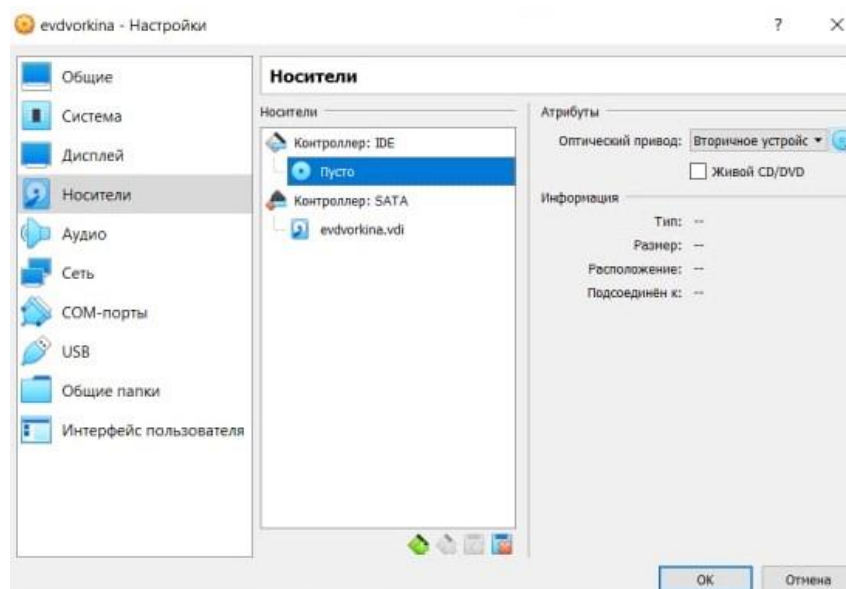 evdvorkina - Настройки
?
Общие
Система
Дисплей
Носители
Аудио
Сеть
COM-порты
USB
Общие папки
Интерфейс пользователя
Носители
Носители
Контроллер: IDE
Пусто
Контроллер: SATA
evdvorkina.vdi
Атрибуты
Оптический привод: Вторичное устройс
Живой CD/DVD
Информация
Тип: --
Размер: --
Расположение: --
Подсоединён к: --
OK Отмена